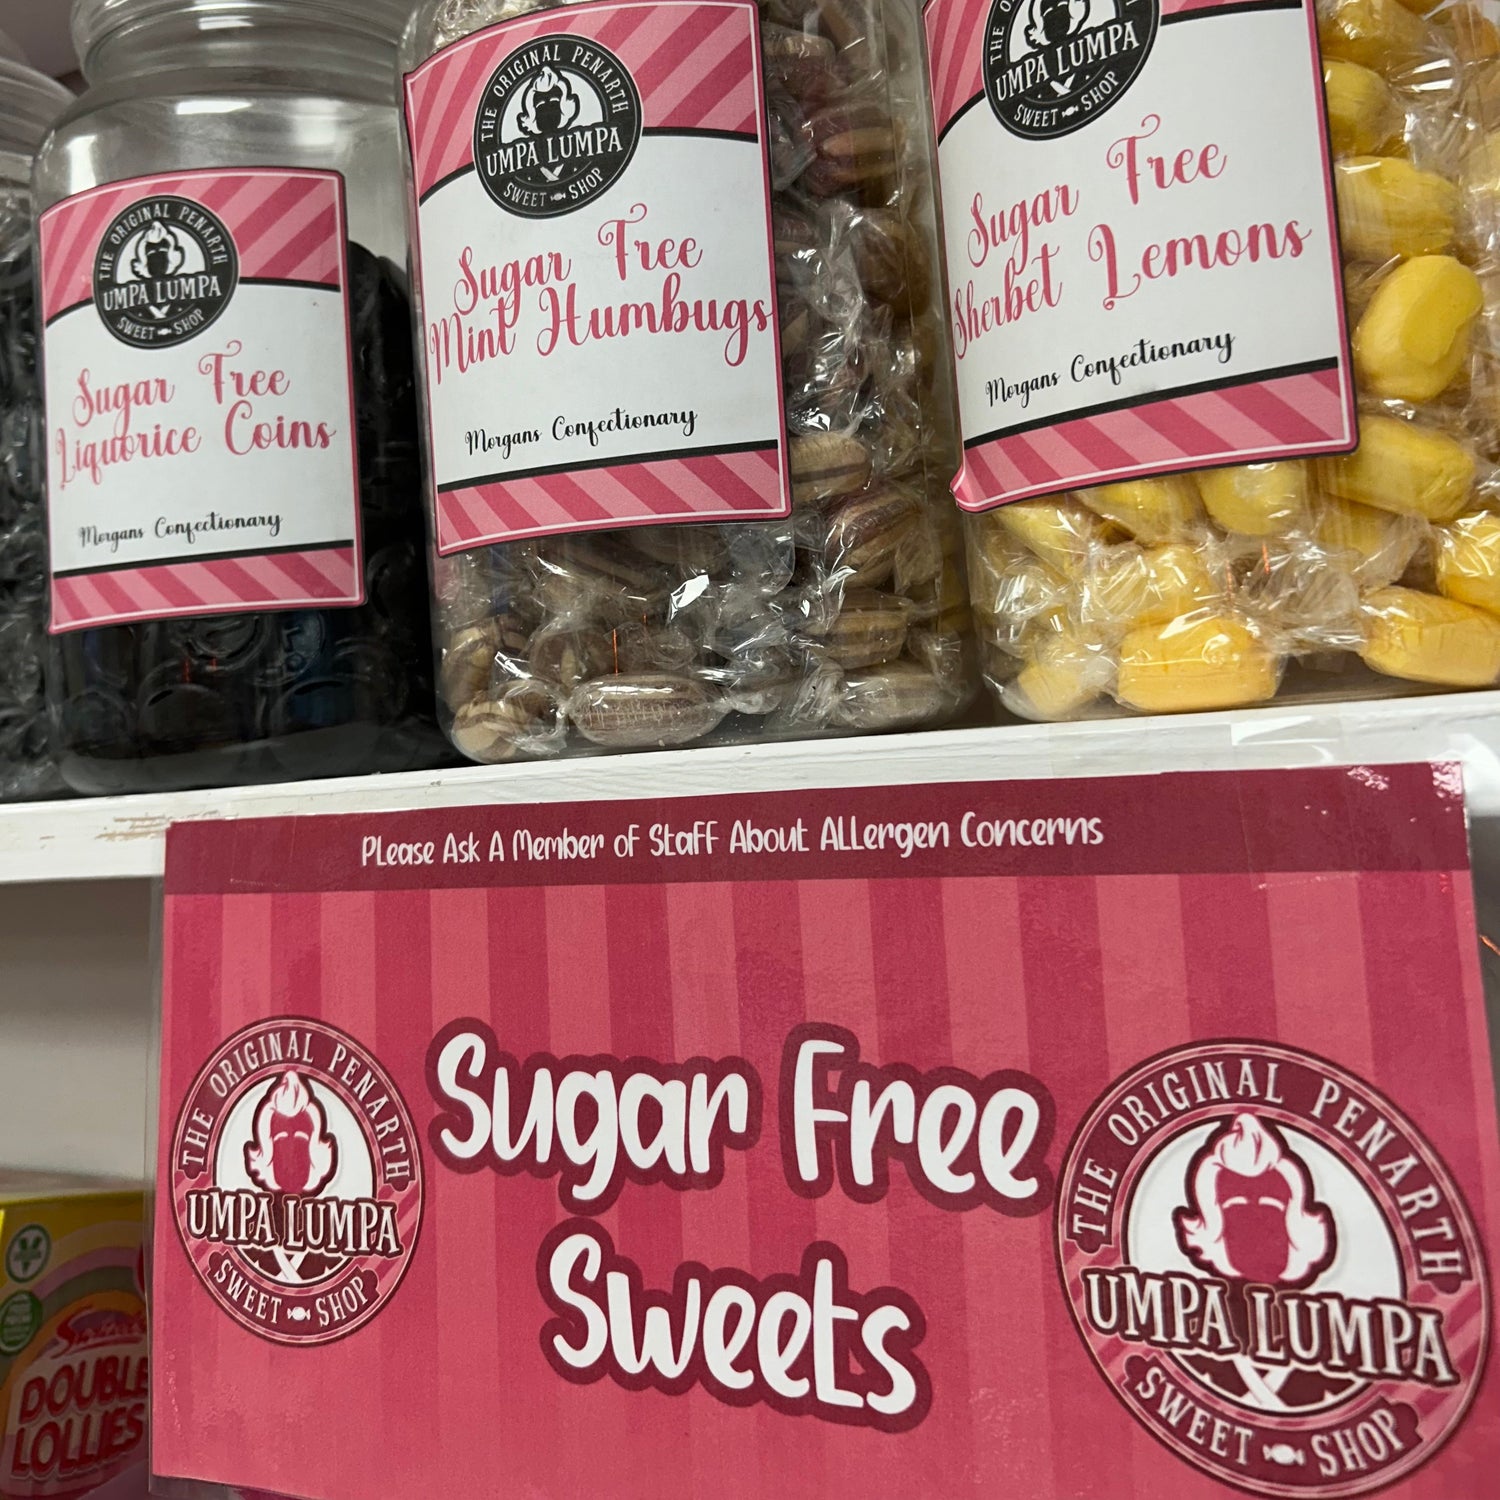 THE ORIGINAL PENARTH
UMPA LUMPA
SWEET SHOP
Sugar Free
Liquorice Coins
Morgans Confectionary
THE ORIGINAL PENARTH
UMPA LUMPA
SWEET SHOP
Sugar Free
Mint Humbugs
Morgans Confectionary
THE
UMPA LUMPA
SWEET SHOP
Sugar Free
Sherbet Lemons
Morgans Confectionary
Please Ask A Member of Staff About Allergen Concerns
THE ORIGINAL PENARTH
UMPA LUMPA
SWEET SHOP
Sugar Free
Sweets
THE ORIGINAL PENARTH
UMPA LUMPA
SWEET SHOP
DOUBLE
LOLLIES